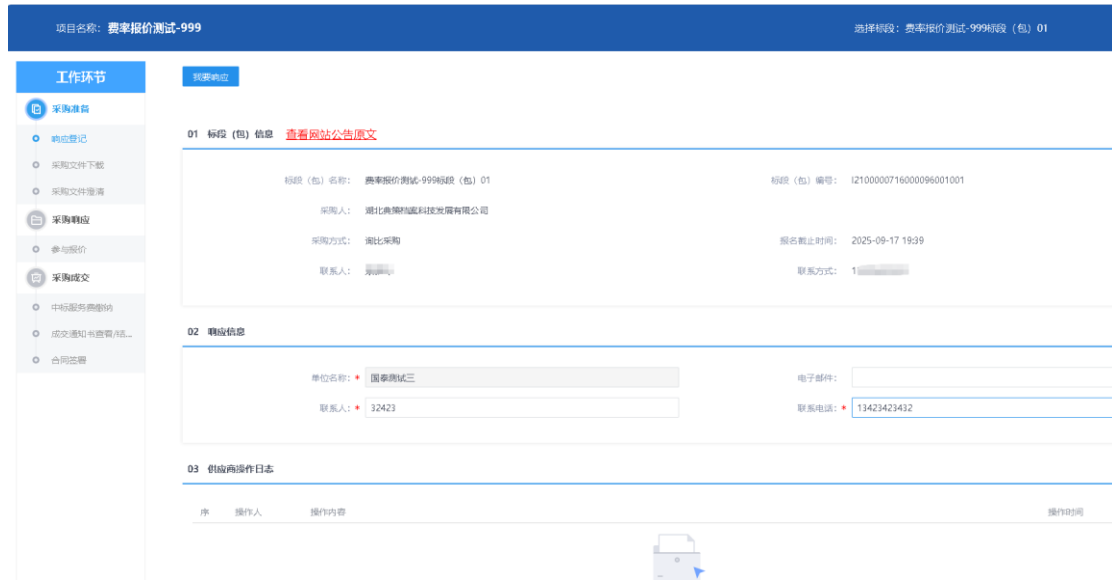 项目名称: 费率报价测试-999
选择标段: 费率报价测试-999标段（包）01
工作环节
采购准备
响应登记
采购文件下载
采购文件澄清
采购响应
参与报价
采购成交
中标服务费缴纳
成交通知书查看/结...
合同签署
我要响应
01 标段（包）信息 查看网站公告原文
标段（包）名称: 费率报价测试-999标段（包）01
标段（包）编号: I2100000716000096001001
采购人: 湖北典策档案科技发展有限公司
采购方式: 询比采购
报名截止时间: 2025-09-17 19:39
联系人:
联系方式: 1
02 响应信息
单位名称: * 国泰测试三
电子邮件:
联系人: * 32423
联系电话: * 13423423432
03 供应商操作日志
序 操作人 操作内容 操作时间